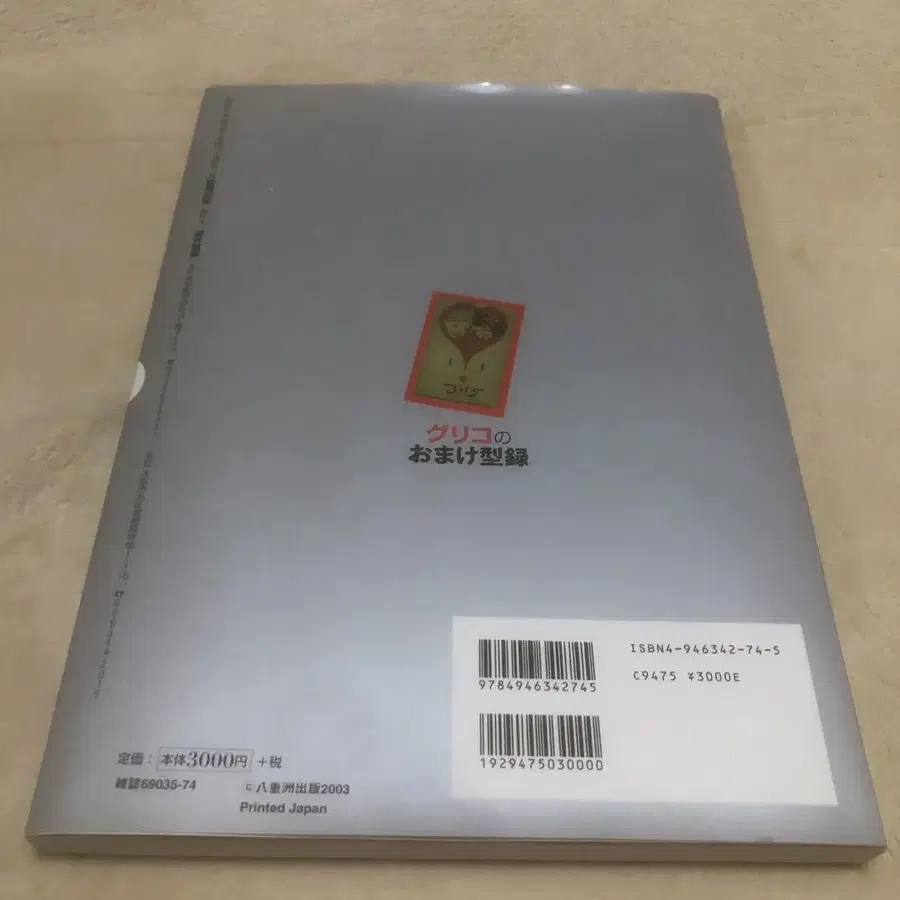 コリグ
グリコの
おまけ型録
ISBN4-946342-74-5
C9475 ¥3000E
9784946342745
1929475030000
定価：本体3000円＋税
雑誌69035-74
©八重洲出版2003
Printed Japan